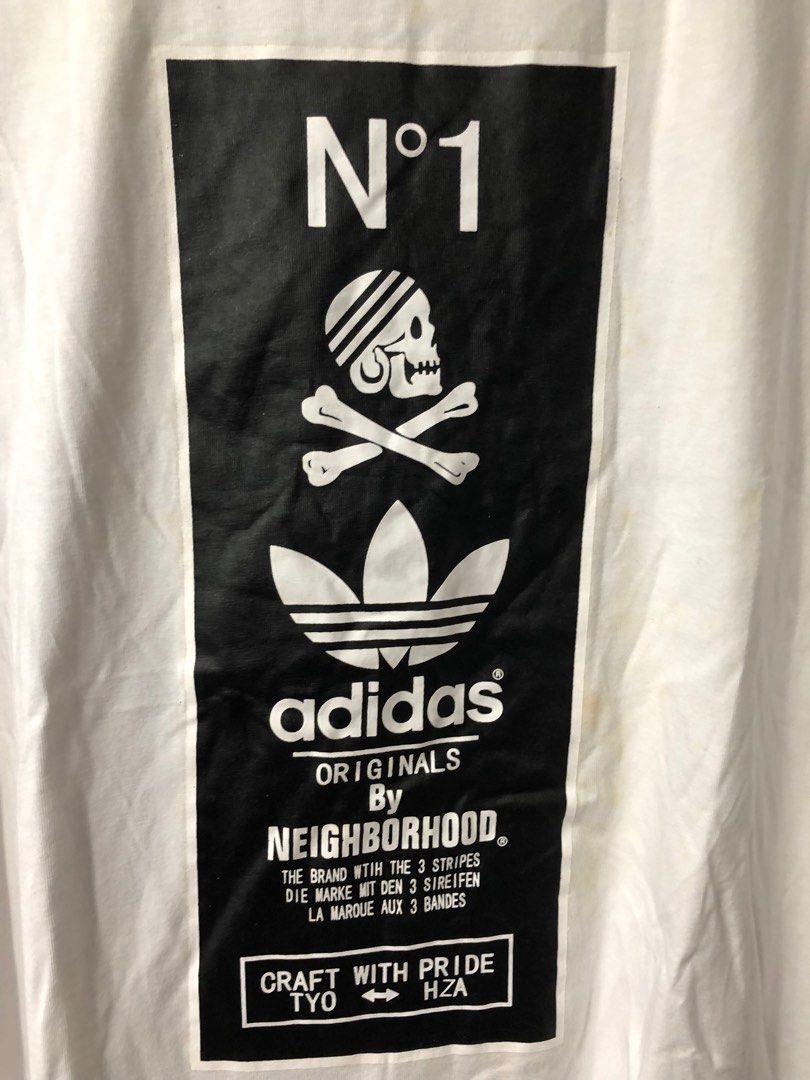 N°1
adidas®
ORIGINALS
By
NEIGHBORHOOD®
THE BRAND WTIH THE 3 STRIPES
DIE MARKE MIT DEN 3 SIREIFEN
LA MAROUE AUX 3 BANDES
CRAFT WITH PRIDE
TYO ↔ HZA